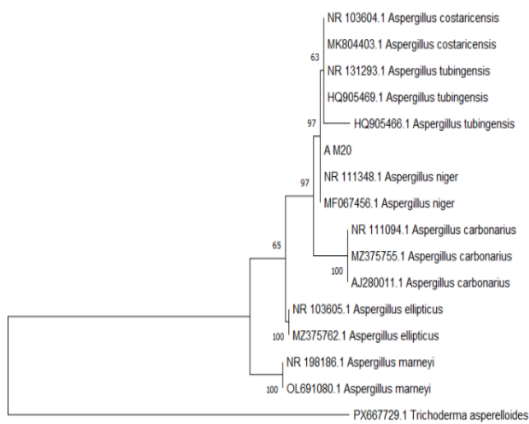 NR 103604.1 Aspergillus costaricensis
MK804403.1 Aspergillus costaricensis
63
NR 131293.1 Aspergillus tubingensis
HQ905469.1 Aspergillus tubingensis
97
HQ905466.1 Aspergillus tubingensis
A M20
97
NR 111348.1 Aspergillus niger
MF067456.1 Aspergillus niger
NR 111094.1 Aspergillus carbonarius
65
MZ375755.1 Aspergillus carbonarius
100
AJ280011.1 Aspergillus carbonarius
NR 103605.1 Aspergillus ellipticus
100
MZ375762.1 Aspergillus ellipticus
NR 198186.1 Aspergillus marneyi
100
OL691080.1 Aspergillus marneyi
PX667729.1 Trichoderma asperelloides